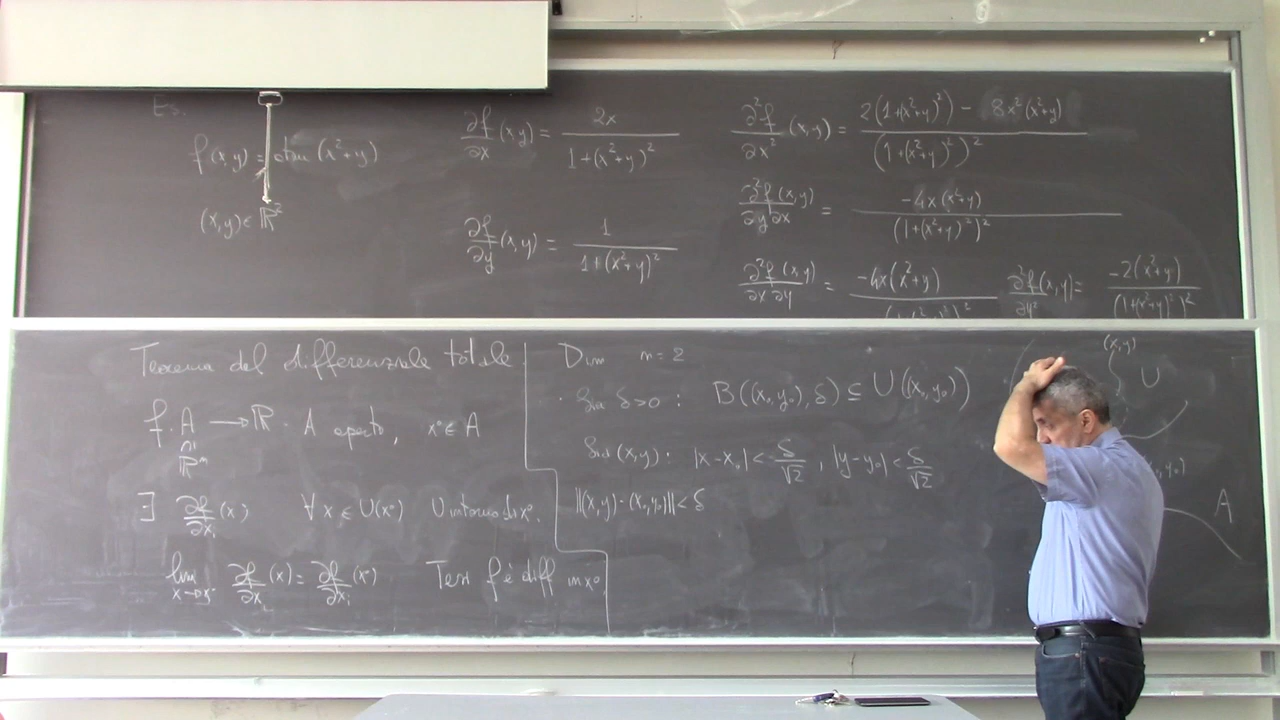 Es.
f(x,y) = atan (x²+y)
(x,y) ∈ ℝ²
∂f/∂x (x,y) = 2x / (1+(x²+y)²)
∂f/∂y (x,y) = 1 / (1+(x²+y)²)
∂²f/∂x² (x,y) = (2(1+(x²+y)²) - 8x²(x²+y)) / (1+(x²+y)²)²
∂²f/∂y∂x (x,y) = -4x(x²+y) / (1+(x²+y)²)²
∂²f/∂x∂y (x,y) = -4x(x²+y) / (1+(x²+y)²)²
∂²f/∂y² (x,y) = -2(x²+y) / (1+(x²+y)²)²
Teorema del differenziale totale
f: A → ℝ . A aperto, x° ∈ A
∩
ℝⁿ
∃ ∂f/∂xᵢ (x) ∀ x ∈ U(x°) U intorno di x°.
lim x→x° ∂f/∂xᵢ (x) = ∂f/∂xᵢ (x°) Tesi f è diff in x°.
Dim n=2
Sia δ>0 : B((x₀,y₀),δ) ⊆ U((x₀,y₀))
Sia (x,y): |x-x₀| < δ/√2 , |y-y₀| < δ/√2
||(x,y)-(x₀,y₀)|| < δ
(x,y)
U
A